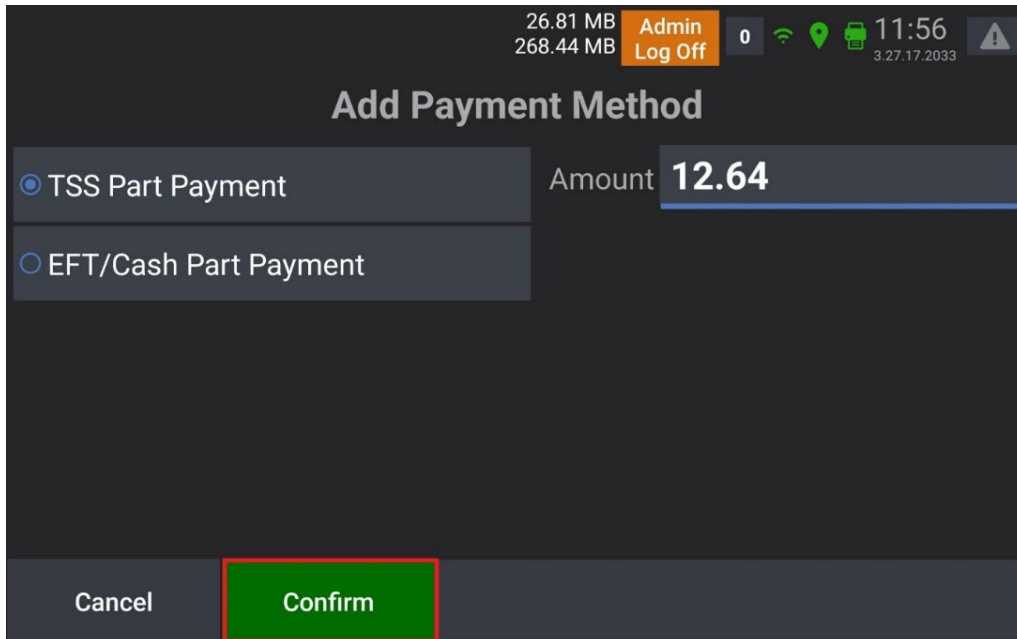 26.81 MB
268.44 MB
Admin
Log Off
0
11:56
3.27.17.2033
Add Payment Method
TSS Part Payment
Amount 12.64
EFT/Cash Part Payment
Cancel
Confirm